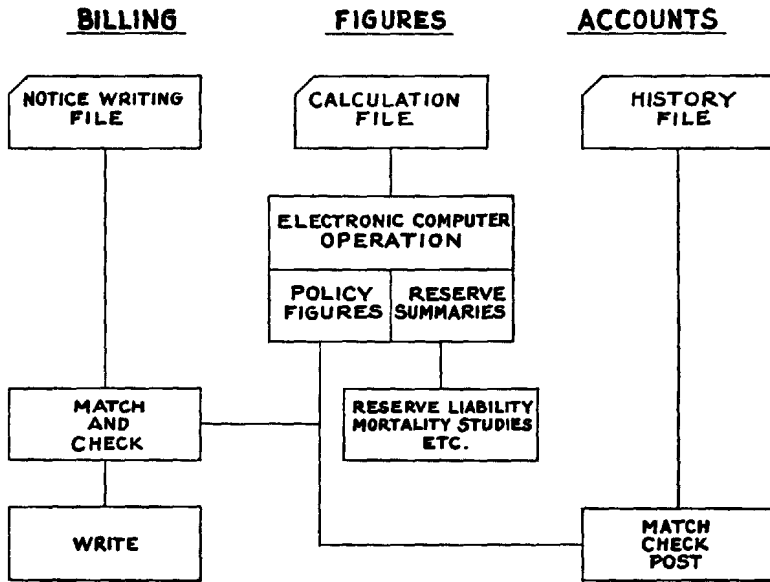 BILLING
FIGURES
ACCOUNTS
NOTICE WRITING
FILE
CALCULATION
FILE
HISTORY
FILE
ELECTRONIC COMPUTER
OPERATION
POLICY
FIGURES
RESERVE
SUMMARIES
MATCH
AND
CHECK
RESERVE LIABILITY
MORTALITY STUDIES
ETC.
WRITE
MATCH
CHECK
POST